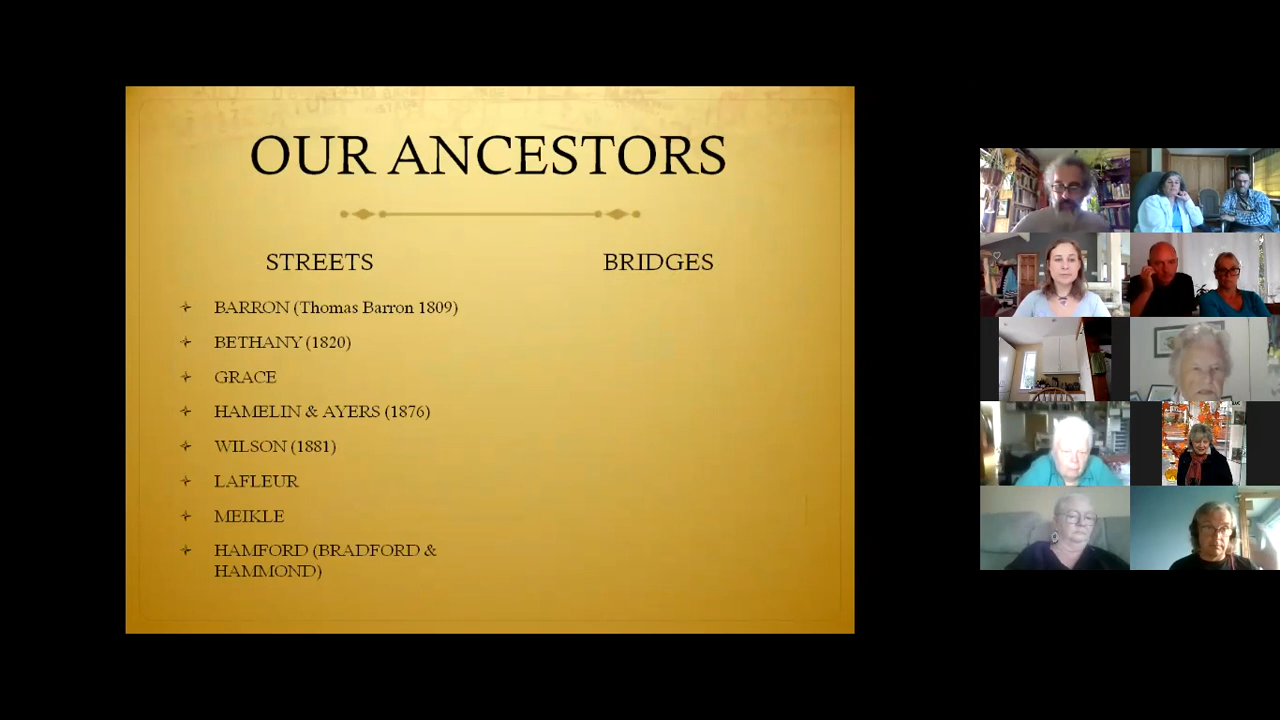 OUR ANCESTORS
STREETS
BARRON (Thomas Barron 1809)
BETHANY (1820)
GRACE
HAMELIN & AYERS (1876)
WILSON (1881)
LAFLEUR
MEIKLE
HAMFORD (BRADFORD &
HAMMOND)
BRIDGES